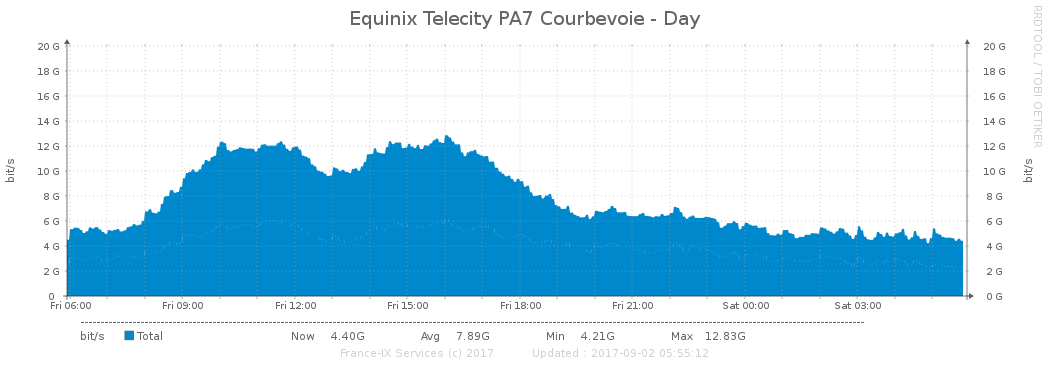 Equinix Telecity PA7 Courbevoie - Day
RRDTOOL / TOBI OETIKER
bit/s
20 G 20 G
18 G 18 G
16 G 16 G
14 G 14 G
12 G 12 G
10 G 10 G
8 G 8 G
6 G 6 G
4 G 4 G
2 G 2 G
0 0 G
bit/s
Fri 06:00 Fri 09:00 Fri 12:00 Fri 15:00 Fri 18:00 Fri 21:00 Sat 00:00 Sat 03:00
bit/s Total Now 4.40G Avg 7.89G Min 4.21G Max 12.83G
France-IX Services (c) 2017 Updated : 2017-09-02 05:55:12